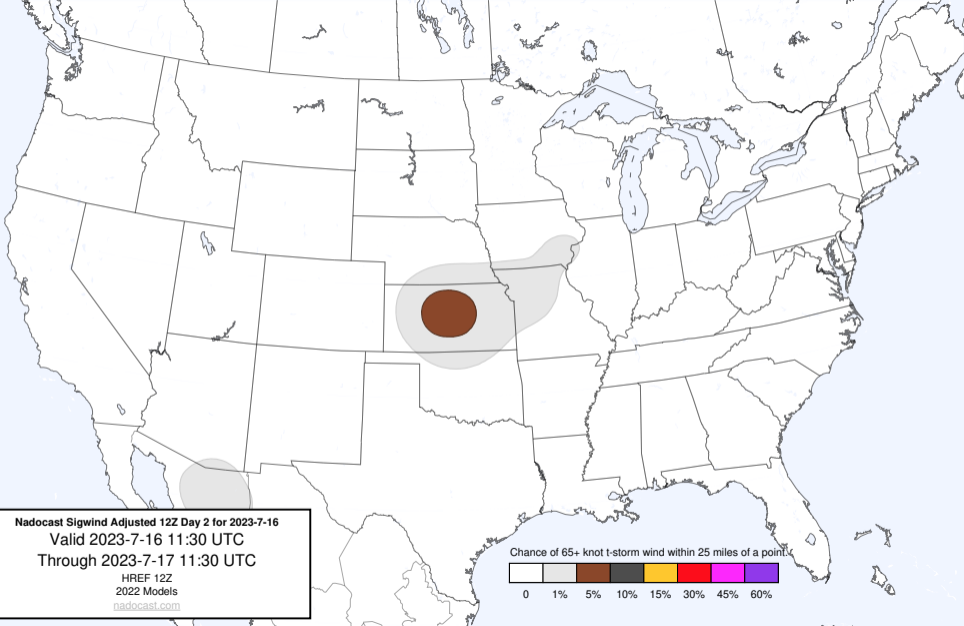 Nadocast Sigwind Adjusted 12Z Day 2 for 2023-7-16
Valid 2023-7-16 11:30 UTC
Through 2023-7-17 11:30 UTC
HREF 12Z
2022 Models
nadocast.com
Chance of 65+ knot t-storm wind within 25 miles of a point.
0 1% 5% 10% 15% 30% 45% 60%